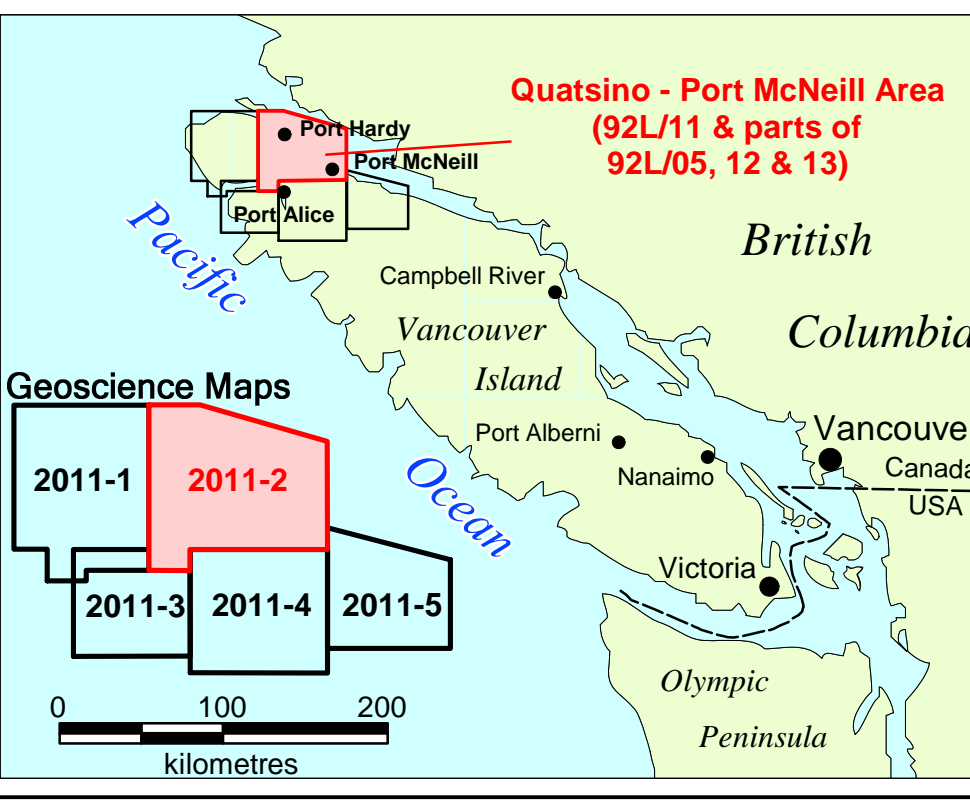 Quatsino - Port McNeill Area
(92L/11 & parts of
92L/05, 12 & 13)
Port Hardy
Port McNeill
Port Alice
Pacific
Ocean
British
Columbia
Campbell River
Vancouver
Island
Port Alberni
Nanaimo
Vancouve
Canada
USA
Victoria
Olympic
Peninsula
Geoscience Maps
2011-1
2011-2
2011-3
2011-4
2011-5
0 100 200
kilometres